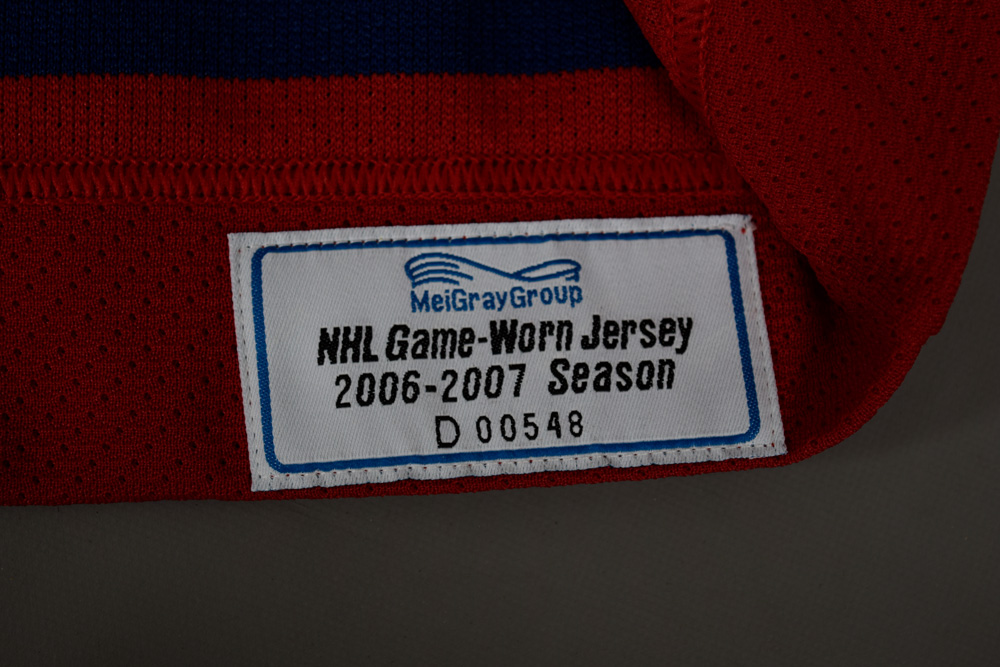 MeiGrayGroup
NHL Game-Worn Jersey
2006-2007 Season
D 00548